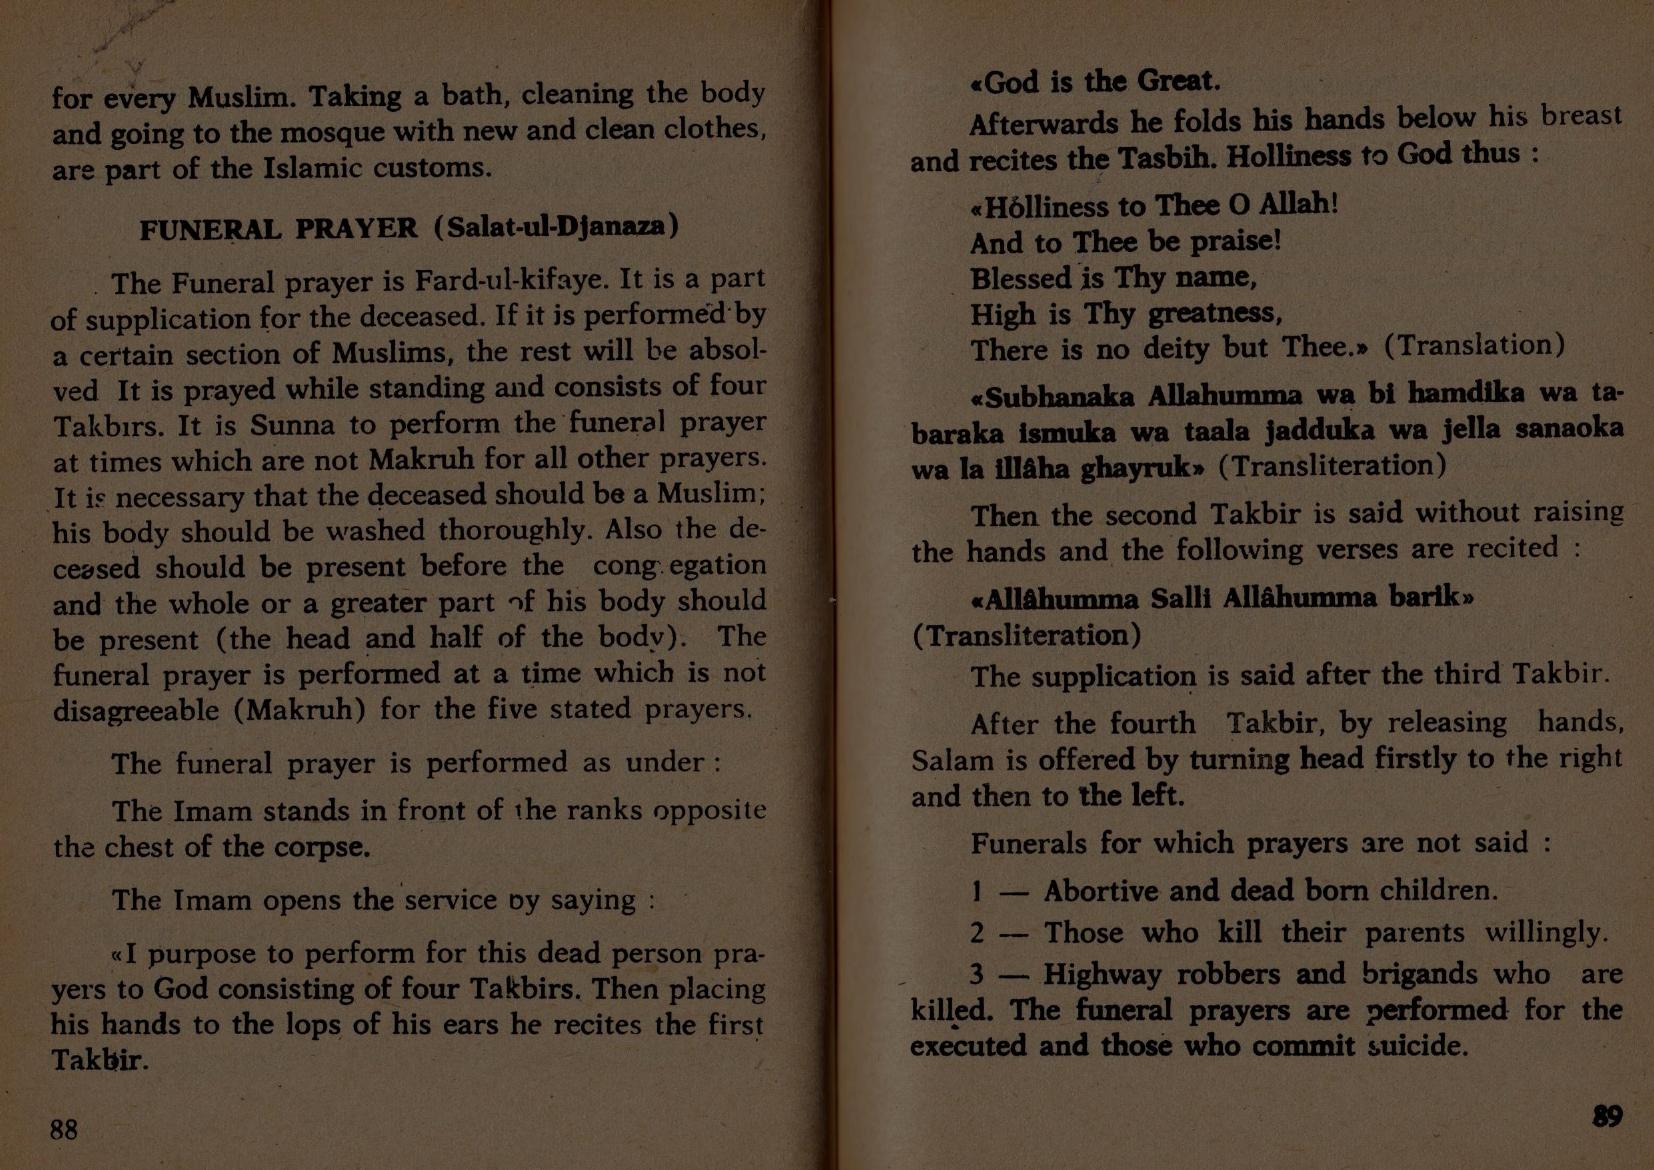 for every Muslim. Taking a bath, cleaning the body
and going to the mosque with new and clean clothes,
are part of the Islamic customs.
FUNERAL PRAYER (Salat-ul-Djanaza)
The Funeral prayer is Fard-ul-kifaye. It is a part
of supplication for the deceased. If it is performed by
a certain section of Muslims, the rest will be absol-
ved It is prayed while standing and consists of four
Takbırs. It is Sunna to perform the funeral prayer
at times which are not Makruh for all other prayers.
It is necessary that the deceased should be a Muslim;
his body should be washed thoroughly. Also the de-
ceased should be present before the cong.egation
and the whole or a greater part of his body should
be present (the head and half of the body). The
funeral prayer is performed at a time which is not
disagreeable (Makruh) for the five stated prayers.
The funeral prayer is performed as under :
The Imam stands in front of the ranks opposite
the chest of the corpse.
The Imam opens the service by saying :
«I purpose to perform for this dead person pra-
yers to God consisting of four Takbirs. Then placing
his hands to the lops of his ears he recites the first
Takbir.
88
«God is the Great.
Afterwards he folds his hands below his breast
and recites the Tasbih. Holliness to God thus :
«Hólliness to Thee O Allah!
And to Thee be praise!
Blessed is Thy name,
High is Thy greatness,
There is no deity but Thee.» (Translation)
«Subhanaka Allahumma wa bi hamdika wa ta-
baraka ismuka wa taala jadduka wa jella sanaoka
wa la illâha ghayruk» (Transliteration)
Then the second Takbir is said without raising
the hands and the following verses are recited :
«Allâhumma Salli Allâhumma barik»
(Transliteration)
The supplication is said after the third Takbir.
After the fourth Takbir, by releasing hands,
Salam is offered by turning head firstly to the right
and then to the left.
Funerals for which prayers are not said :
1 — Abortive and dead born children.
2 — Those who kill their parents willingly.
3 — Highway robbers and brigands who are
killed. The funeral prayers are performed for the
executed and those who commit suicide.
89